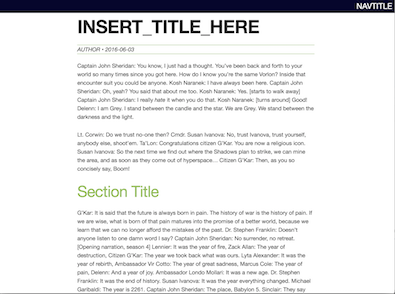 NAVTITLE
INSERT_TITLE_HERE
AUTHOR • 2016-06-03
Captain John Sheridan: You know, I just had a thought. You've been back and forth to your
world so many times since you got here. How do I know you're the same Vorlon? Inside that
encounter suit you could be anyone. Kosh Naranek: I have always been here. Captain John
Sheridan: Oh, yeah? You said that about me too. Kosh Naranek: Yes. [starts to walk away]
Captain John Sheridan: I really hate it when you do that. Kosh Naranek: [turns around] Good!
Delenn: I am Grey. I stand between the candle and the star. We are Grey. We stand between the
darkness and the light.
Lt. Corwin: Do we trust no-one then? Cmdr. Susan Ivanova: No, trust Ivanova, trust yourself,
anybody else, shoot'em. Ta'Lon: Congratulations citizen G'Kar. You are now a religious icon.
Susan Ivanova: So the next time we find out where the Shadows plan to strike, we can mine
the area, and as soon as they come out of hyperspace... Citizen G'Kar: Then, as you so
concisely say, Boom!
Section Title
G'Kar: It is said that the future is always born in pain. The history of war is the history of pain. If
we are wise, what is born of that pain matures into the promise of a better world, because we
learn that we can no longer afford the mistakes of the past. Dr. Stephen Franklin: Doesn't
anyone listen to one damn word I say? Captain John Sheridan: No surrender, no retreat.
[Opening narration, season 4] Lennier: It was the year of fire, Zack Allan: The year of
destruction, Citizen G'Kar: The year we took back what was ours. Lyta Alexander: It was the
year of rebirth, Ambassador Vir Cotto: The year of great sadness, Marcus Cole: The year of
pain, Delenn: And a year of joy. Ambassador Londo Mollari: It was a new age. Dr. Stephen
Franklin: It was the end of history. Susan Ivanova: It was the year everything changed. Michael
Garibaldi: The year is 2261. Captain John Sheridan: The place, Babylon 5. Sinclair: They say